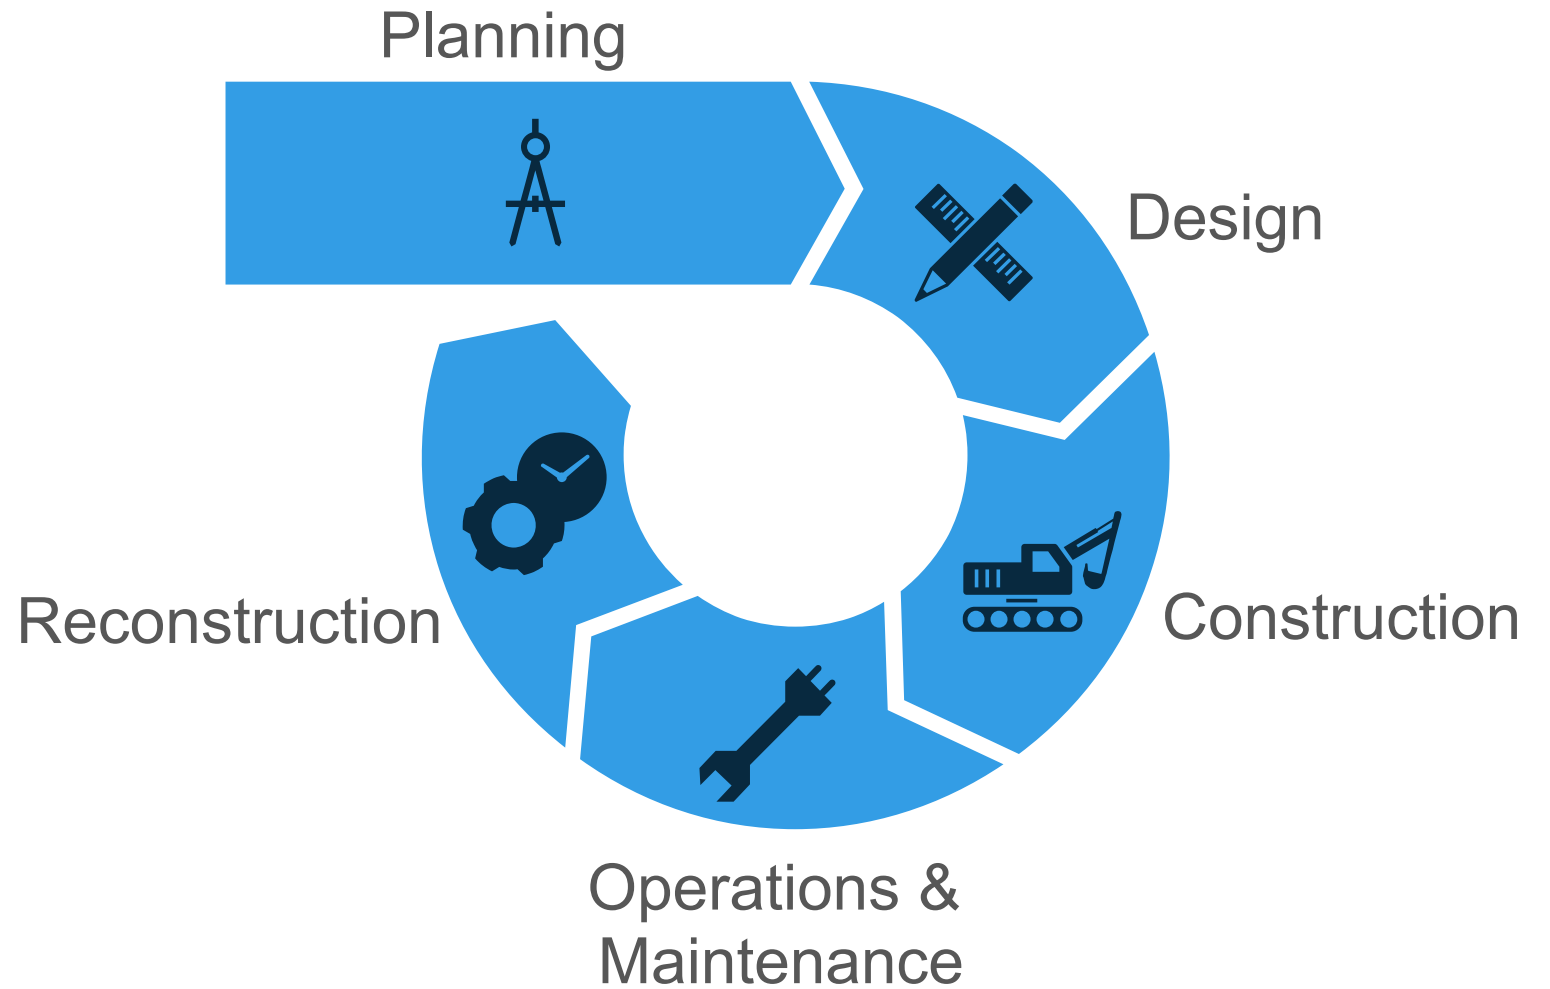 Planning
Design
Construction
Reconstruction
Operations &
Maintenance